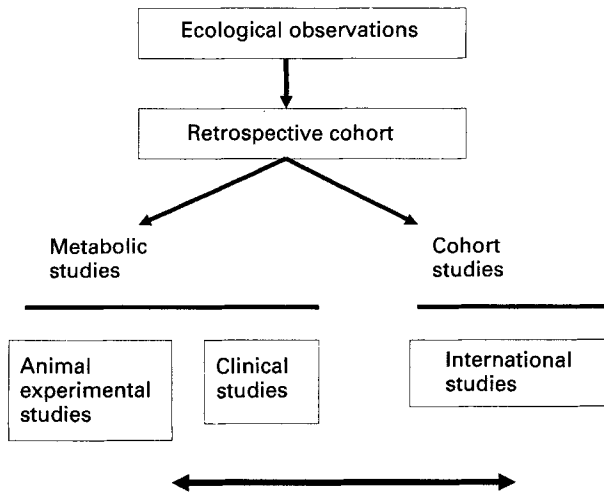 Ecological observations
Retrospective cohort
Metabolic
studies
Cohort
studies
Animal
experimental
studies
Clinical
studies
International
studies